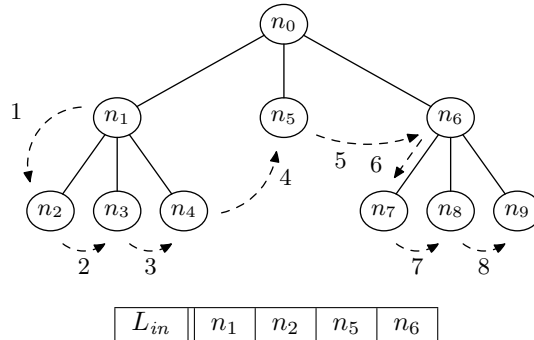 n₀
1 n₁ n₅ n₆
5 6
4
n₂ n₃ n₄ n₇ n₈ n₉
2 3 7 8
L_in n₁ n₂ n₅ n₆